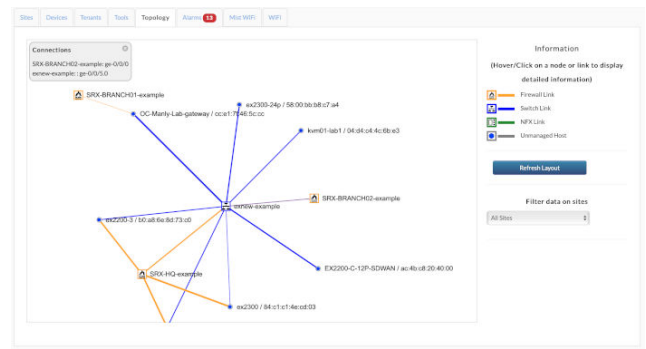 Sites Devices Tenants Tools Topology Alarms 13 Mist WiFi WiFi
Connections
SRX-BRANCH02-example: ge-0/0/0
exnew-example: : ge-0/0/5.0
SRX-BRANCH01-example
OC-Manly-Lab-gateway / cc:e1:7f:46:5c:cc
ex2300-24p / 58:00:bb:b8:c7:a4
kvm01-lab1 / 04:d4:c4:4c:6b:e3
SRX-BRANCH02-example
exnew-example
ex2200-3 / b0:a8:6e:8d:73:c0
SRX-HQ-example
EX2200-C-12P-SDWAN / ac:4b:c8:20:40:00
ex2300 / 84:c1:c1:4e:cd:03
Information
(Hover/Click on a node or link to display
detailed information)
Firewall Link
Switch Link
NFX Link
Unmanaged Host
Refresh Layout
Filter data on sites
All Sites